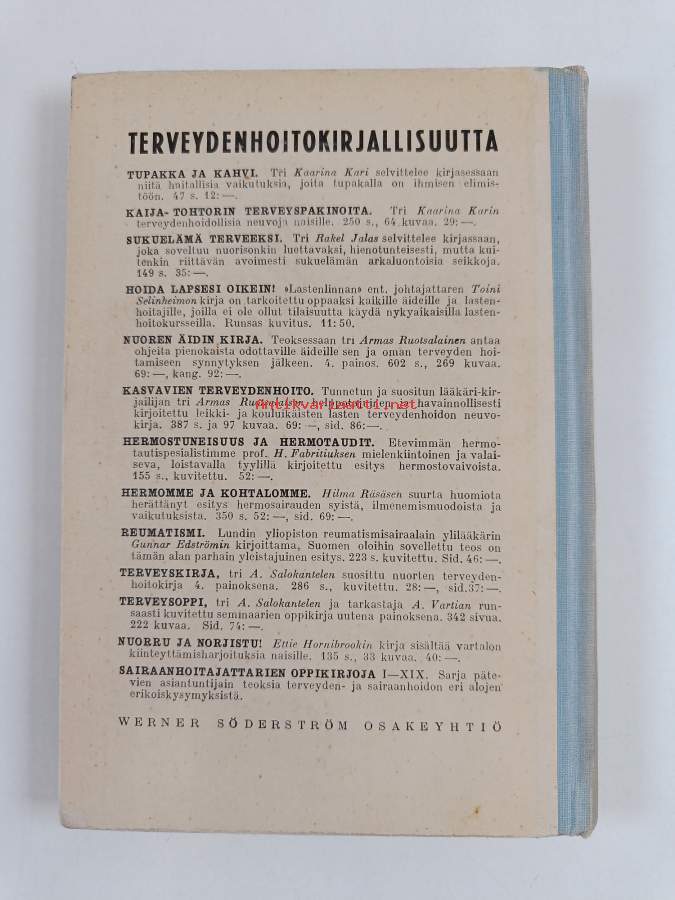 TERVEYDENHOITOKIRJALLISUUTTA
TUPAKKA JA KAHVI. Tri Kaarina Kari selvittelee kirjasessaan
niitä haitallisia vaikutuksia, joita tupakalla on ihmisen elimis-
töön. 47 s. 12:—.
KAIJA-TOHTORIN TERVEYSPAKINOITA. Tri Kaarina Karin
terveydenhoidollisia neuvoja naisille. 250 s., 64 kuvaa. 29:—.
SUKUELÄMÄ TERVEEKSI. Tri Rakel Jalas selvittelee kirjassaan,
joka soveltuu nuorisonkin luettavaksi, hienotunteisesti, mutta kui-
tenkin riittävän avoimesti sukuelämän arkaluontoisia seikkoja.
149 s. 35:—.
HOIDA LAPSESI OIKEIN! »Lastenlinnan» ent. johtajattaren Toini
Selinheimon kirja on tarkoitettu oppaaksi kaikille äideille ja lasten-
hoitajille, joilla ei ole ollut tilaisuutta käydä nykyaikaisilla lasten-
hoitokursseilla. Runsas kuvitus. 11:50.
NUOREN ÄIDIN KIRJA. Teoksessaan tri Armas Ruotsalainen antaa
ohjeita pienokaista odottaville äideille sen ja oman terveyden hoi-
tamiseen synnytyksen jälkeen. 4. painos. 602 s., 269 kuvaa.
69:—, kang. 92:—.
KASVAVIEN TERVEYDENHOITO. Tunnetun ja suositun lääkäri-kir-
jailijan tri Armas Ruotsalaisen helppotajuinen ja havainnollisesti
kirjoitettu leikki- ja kouluikäisten lasten terveydenhoidon neuvo-
kirja. 387 s. ja 97 kuvaa. 69:—, sid. 86:—.
Antikvariaatti.net
HERMOSTUNEISUUS JA HERMOTAUDIT. Etevimmän hermo-
tautispesialistimme prof. H. Fabritiuksen mielenkiintoinen ja valai-
seva, loistavalla tyylillä kirjoitettu esitys hermostovaivoista.
155 s., kuvitettu. 52:—.
HERMOMME JA KOHTALOMME. Hilma Räsäsen suurta huomiota
herättänyt esitys hermosairauden syistä, ilmenemismuodoista ja
vaikutuksista. 350 s. 52:—, sid. 69:—.
REUMATISMI. Lundin yliopiston reumatismisairaalain ylilääkärin
Gunnar Edströmin kirjoittama, Suomen oloihin sovellettu teos on
tämän alan parhain yleistajuinen esitys. 223 s. kuvitettu. Sid. 46:—.
TERVEYSKIRJA, tri A. Salokantelen suosittu nuorten terveyden-
hoitokirja 4. painoksena. 286 s., kuvitettu. 28:—, sid.37:—.
TERVEYSOPPI, tri A. Salokantelen ja tarkastaja A. Vartian run-
saasti kuvitettu seminaarien oppikirja uutena painoksena. 342 sivua.
222 kuvaa. Sid. 74:—.
NUORRU JA NORJISTU! Ettie Hornibrookin kirja sisältää vartalon
kiinteyttämisharjoituksia naisille. 135 s., 33 kuvaa. 40:—.
SAIRAANHOITAJATTARIEN OPPIKIRJOJA I—XIX. Sarja päte-
vien asiantuntijain teoksia terveyden- ja sairaanhoidon eri alojen
erikoiskysymyksistä.
WERNER SÖDERSTRÖM OSAKEYHTIÖ